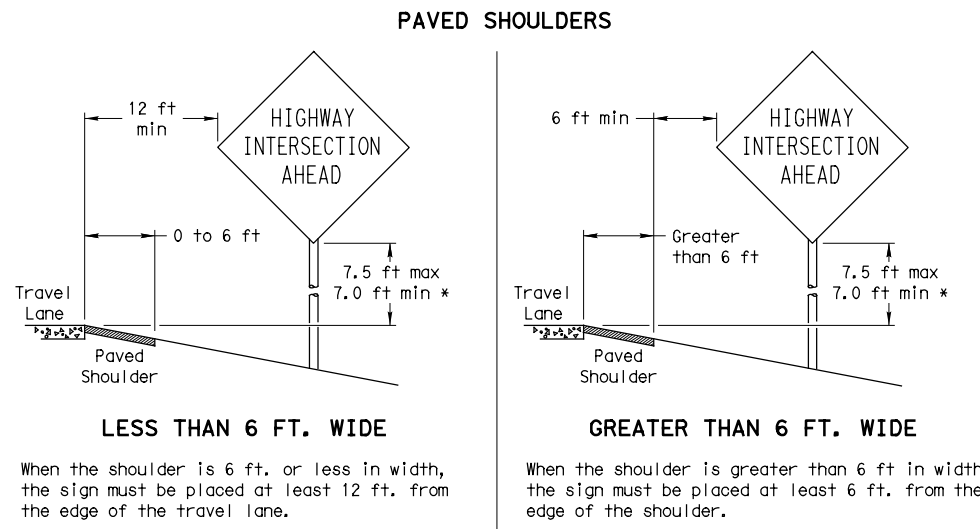 PAVED SHOULDERS
12 ft
min
HIGHWAY
INTERSECTION
AHEAD
0 to 6 ft
7.5 ft max
7.0 ft min *
Travel
Lane
Paved
Shoulder
LESS THAN 6 FT. WIDE
When the shoulder is 6 ft. or less in width,
the sign must be placed at least 12 ft. from
the edge of the travel lane.
6 ft min
HIGHWAY
INTERSECTION
AHEAD
Greater
than 6 ft
7.5 ft max
7.0 ft min *
Travel
Lane
Paved
Shoulder
GREATER THAN 6 FT. WIDE
When the shoulder is greater than 6 ft in width
the sign must be placed at least 6 ft. from the
edge of the shoulder.